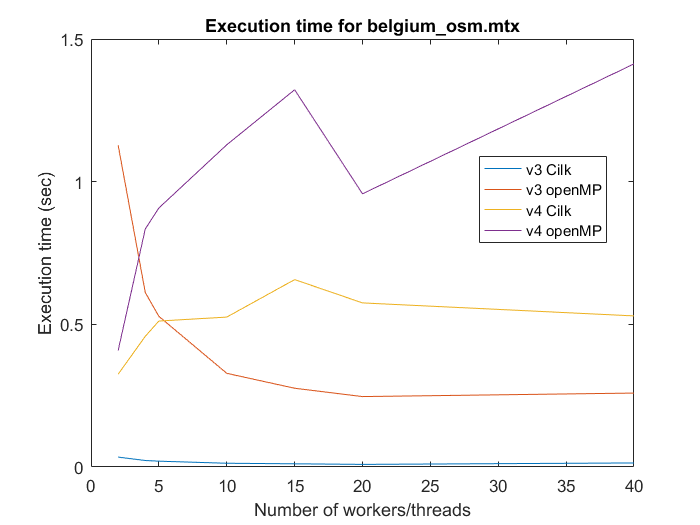 Execution time for belgium_osm.mtx
1.5
1
0.5
0
Execution time (sec)
v3 Cilk
v3 openMP
v4 Cilk
v4 openMP
0 5 10 15 20 25 30 35 40
Number of workers/threads